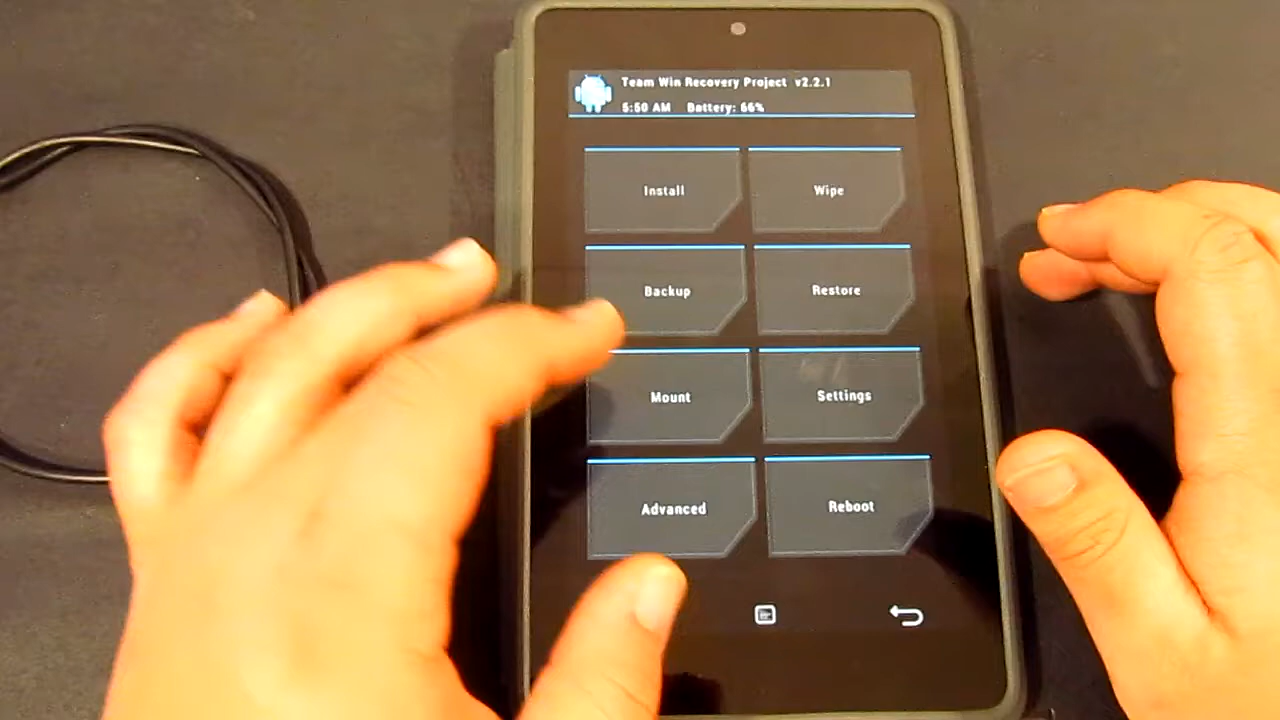 Team Win Recovery Project v2.2.1
5:50 AM Battery: 66%
Install Wipe
Backup Restore
Mount Settings
Advanced Reboot